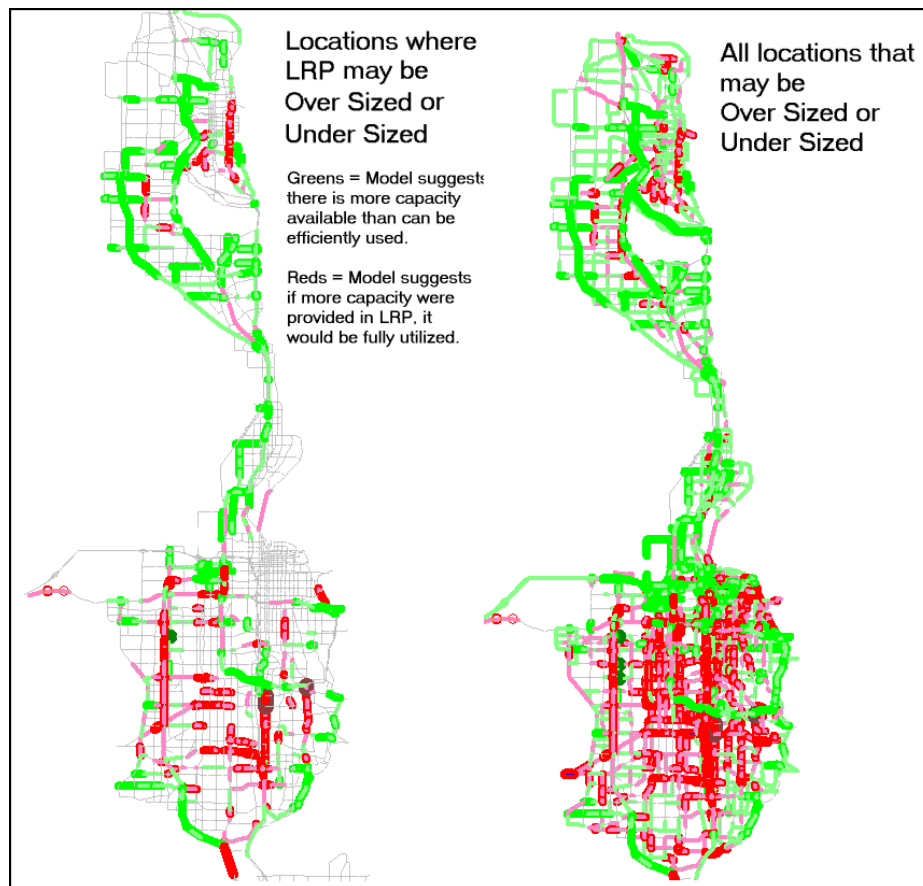 Locations where
LRP may be
Over Sized or
Under Sized
Greens = Model suggests
there is more capacity
available than can be
efficiently used.
Reds = Model suggests
if more capacity were
provided in LRP, it
would be fully utilized.
All locations that
may be
Over Sized or
Under Sized